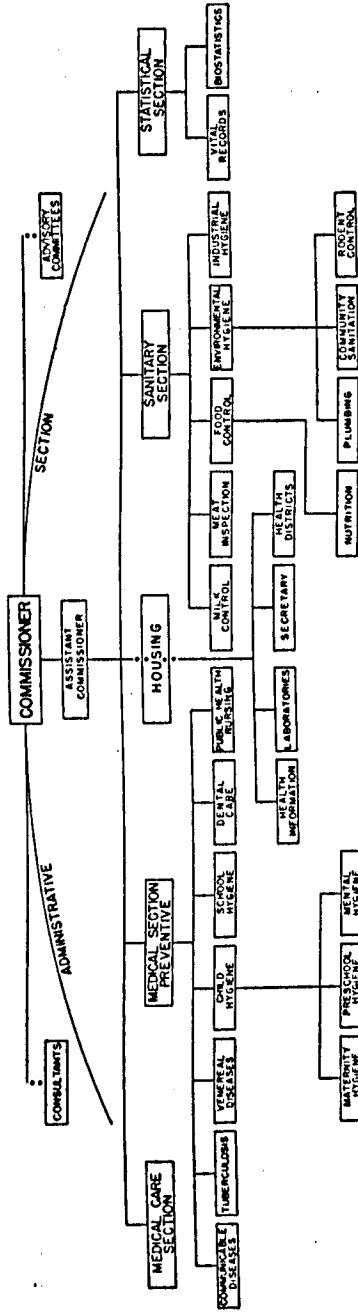 COMMISSIONER
CONSULTANTS
ADVISORY
COMMITTEES
ASSISTANT
COMMISSIONER
ADMINISTRATIVE
SECTION
MEDICAL CARE
SECTION
MEDICAL SECTION
PREVENTIVE
HOUSING
SANITARY
SECTION
STATISTICAL
SECTION
COMMUNICABLE
DISEASES
TUBERCULOSIS
VENEREAL
DISEASES
CHILD
HYGIENE
SCHOOL
HYGIENE
DENTAL
CARE
PUBLIC HEALTH
NURSING
MILK
CONTROL
MEAT
INSPECTION
FOOD
CONTROL
ENVIRONMENTAL
HYGIENE
INDUSTRIAL
HYGIENE
VITAL
RECORDS
BIOSTATISTICS
HEALTH
INFORMATION
LABORATORIES
SECRETARY
HEALTH
DISTRICTS
MATERNITY
HYGIENE
PRESCHOOL
HYGIENE
MENTAL
HYGIENE
NUTRITION
PLUMBING
COMMUNITY
SANITATION
RODENT
CONTROL